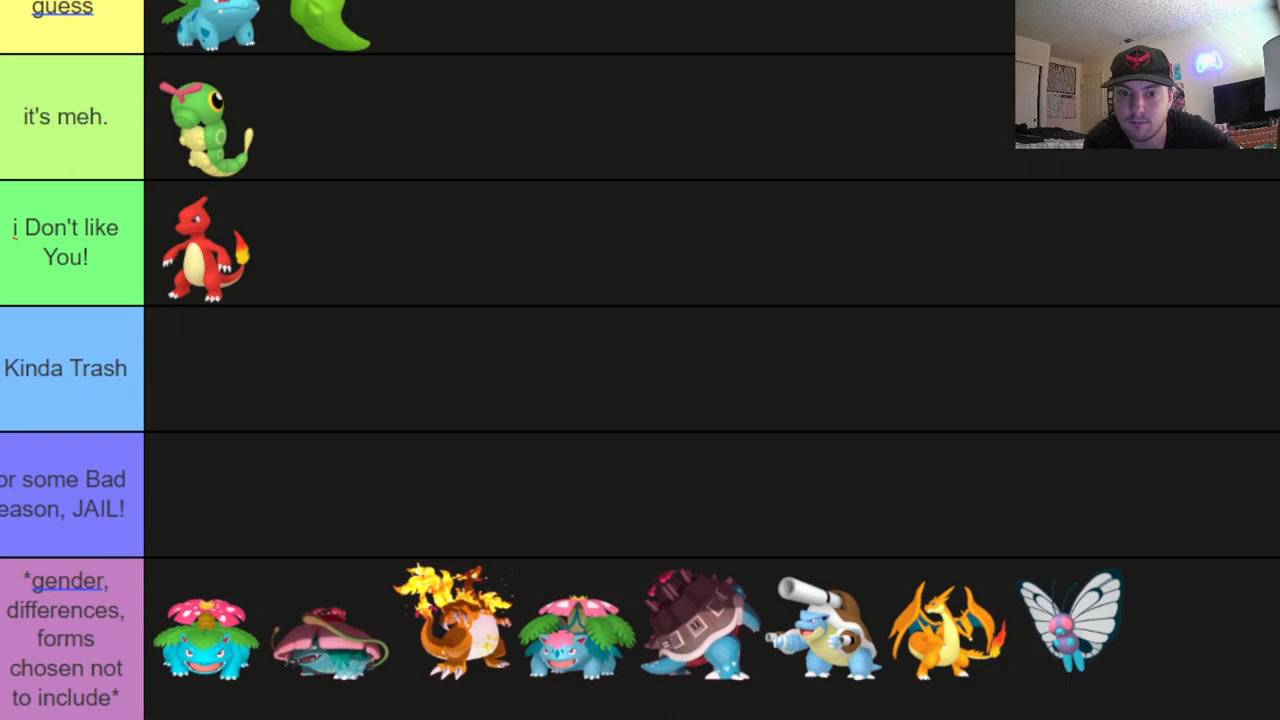 guess
it's meh.
i Don't like
You!
Kinda Trash
or some Bad
eason, JAIL!
*gender,
differences,
forms
chosen not
to include*